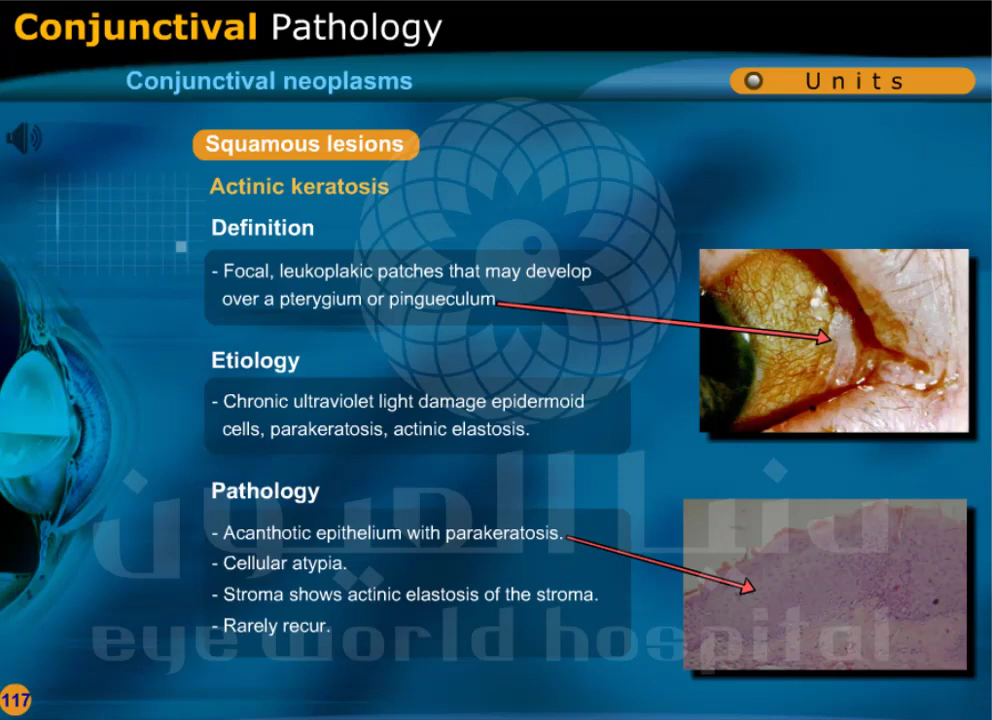 Conjunctival Pathology
Conjunctival neoplasms
Units
Squamous lesions
Actinic keratosis
Definition
- Focal, leukoplakic patches that may develop
over a pterygium or pingueculum
Etiology
- Chronic ultraviolet light damage epidermoid
cells, parakeratosis, actinic elastosis.
Pathology
- Acanthotic epithelium with parakeratosis.
- Cellular atypia.
- Stroma shows actinic elastosis of the stroma.
- Rarely recur.
دنيا العيون
eye world hospital
117